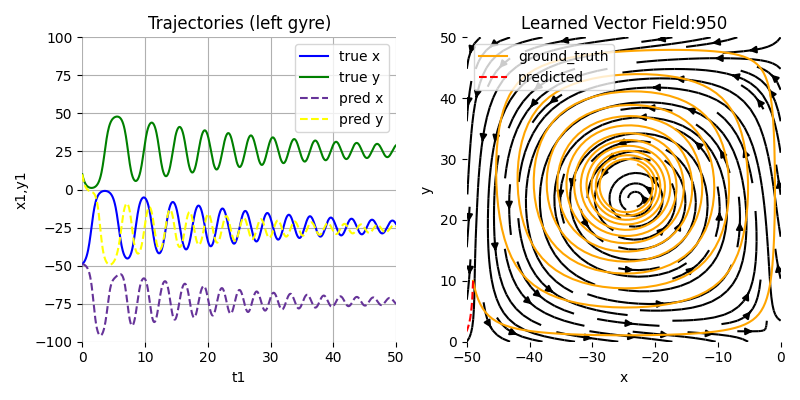 Trajectories (left gyre)
100
75
50
25
0
−25
−50
−75
−100
x1,y1
0
10
20
30
40
50
t1
true x
true y
pred x
pred y
Learned Vector Field:950
50
40
30
20
10
0
y
−50
−40
−30
−20
−10
0
x
ground_truth
predicted